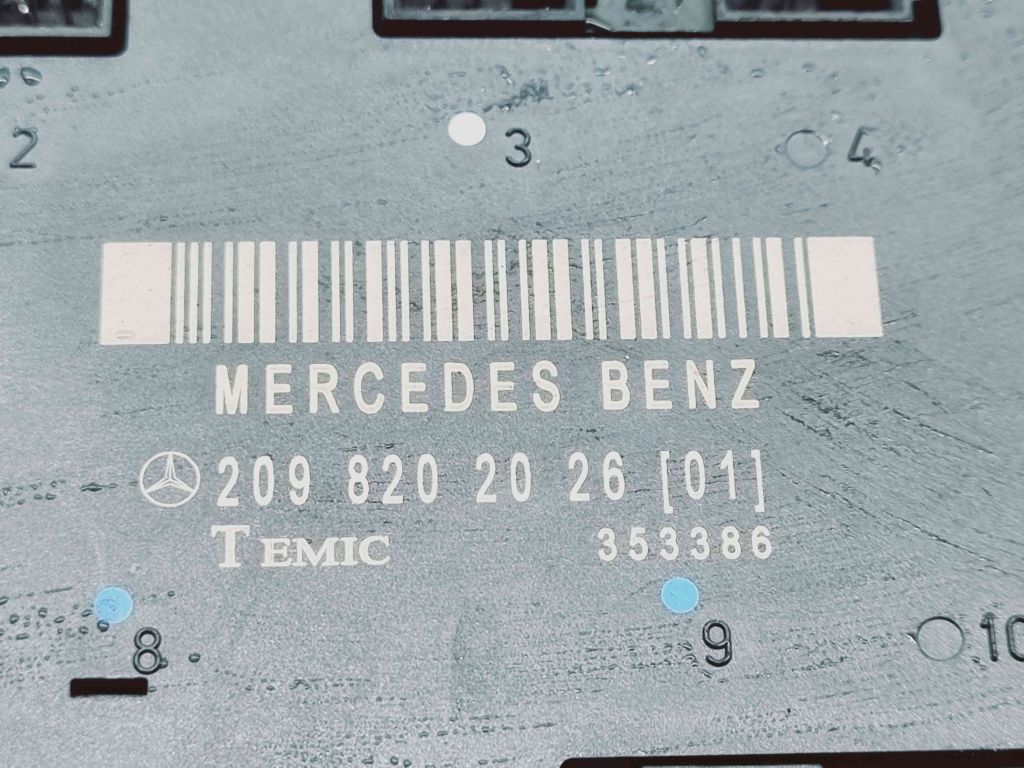 2 3 4
MERCEDES BENZ
209 820 20 26 [01]
TEMIC 353386
8 9 10